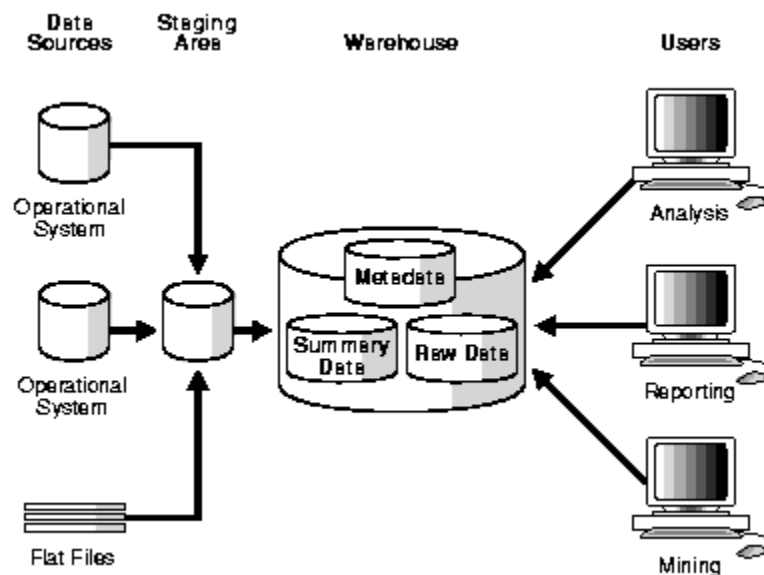 Data
Sources
Staging
Area
Warehouse
Users
Operational
System
Analysis
Metadata
Summary
Data
Raw Data
Operational
System
Reporting
Flat Files
Mining